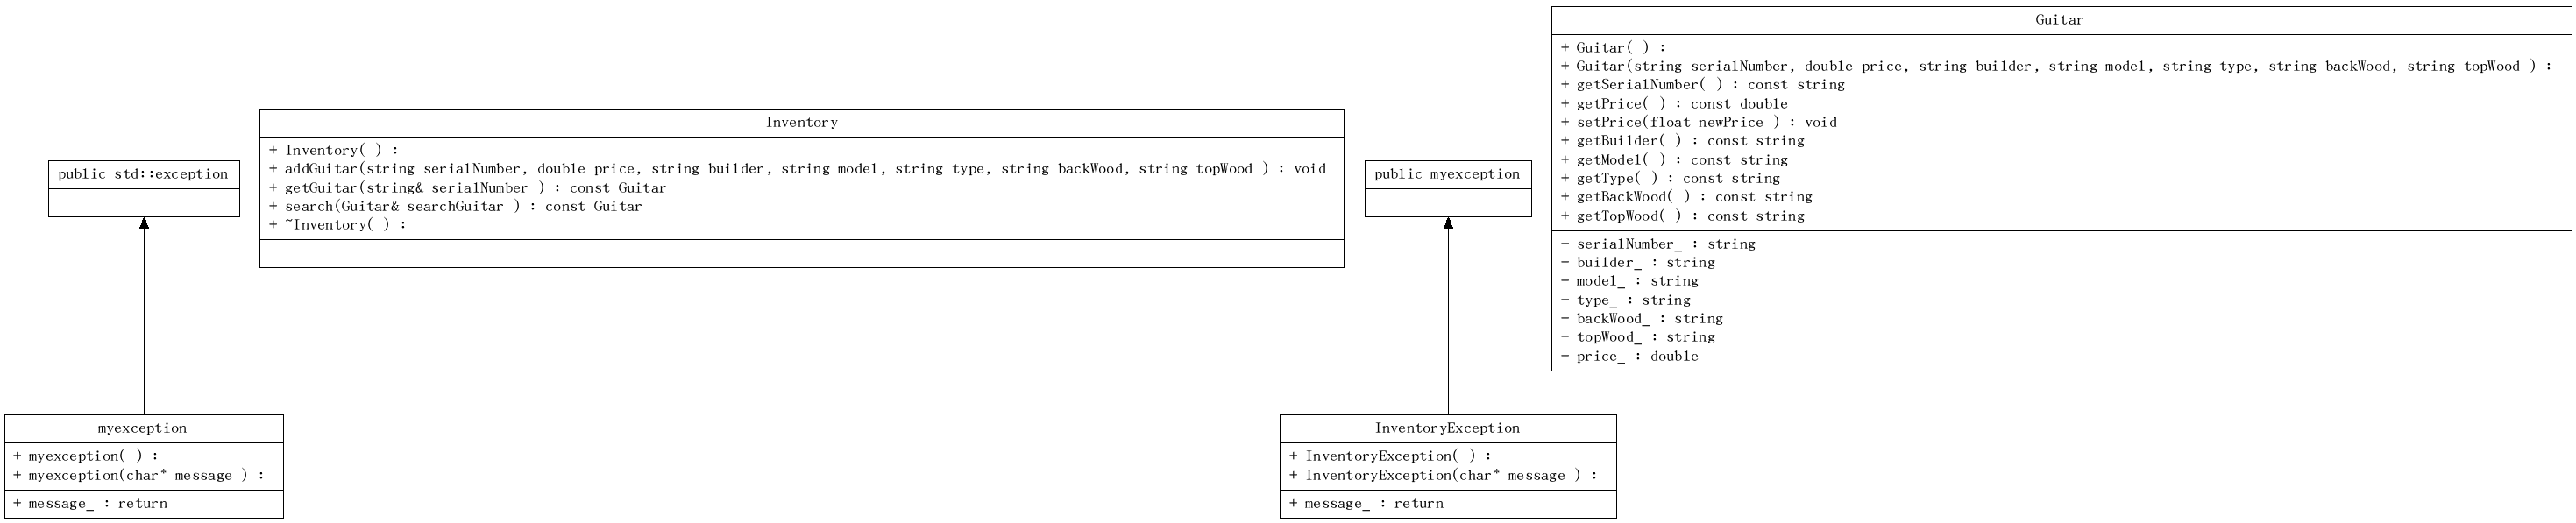 Guitar
+ Guitar( ) :
+ Guitar(string serialNumber, double price, string builder, string model, string type, string backWood, string topWood ) :
+ getSerialNumber( ) : const string
+ getPrice( ) : const double
+ setPrice(float newPrice ) : void
+ getBuilder( ) : const string
+ getModel( ) : const string
+ getType( ) : const string
+ getBackWood( ) : const string
+ getTopWood( ) : const string
- serialNumber_ : string
- builder_ : string
- model_ : string
- type_ : string
- backWood_ : string
- topWood_ : string
- price_ : double
Inventory
+ Inventory( ) :
+ addGuitar(string serialNumber, double price, string builder, string model, string type, string backWood, string topWood ) : void
+ getGuitar(string& serialNumber ) : const Guitar
+ search(Guitar& searchGuitar ) : const Guitar
+ ~Inventory( ) :
public std::exception
public myexception
myexception
+ myexception( ) :
+ myexception(char* message ) :
+ message_ : return
InventoryException
+ InventoryException( ) :
+ InventoryException(char* message ) :
+ message_ : return